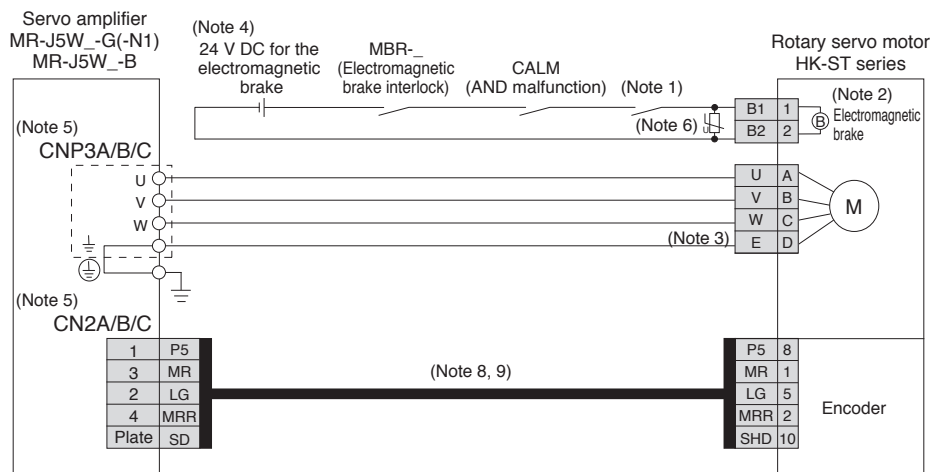 Servo amplifier
MR-J5W_-G(-N1)
MR-J5W_-B
(Note 4)
24 V DC for the
electromagnetic
brake
MBR-_
(Electromagnetic
brake interlock)
CALM
(AND malfunction)
(Note 1)
Rotary servo motor
HK-ST series
(Note 6)
U
B1 1
B2 2
B
(Note 2)
Electromagnetic
brake
(Note 5)
CNP3A/B/C
U
V
W
(Note 3)
U A
V B
W C
E D
M
(Note 5)
CN2A/B/C
1 P5
3 MR
2 LG
4 MRR
Plate SD
(Note 8, 9)
P5 8
MR 1
LG 5
MRR 2
SHD 10
Encoder